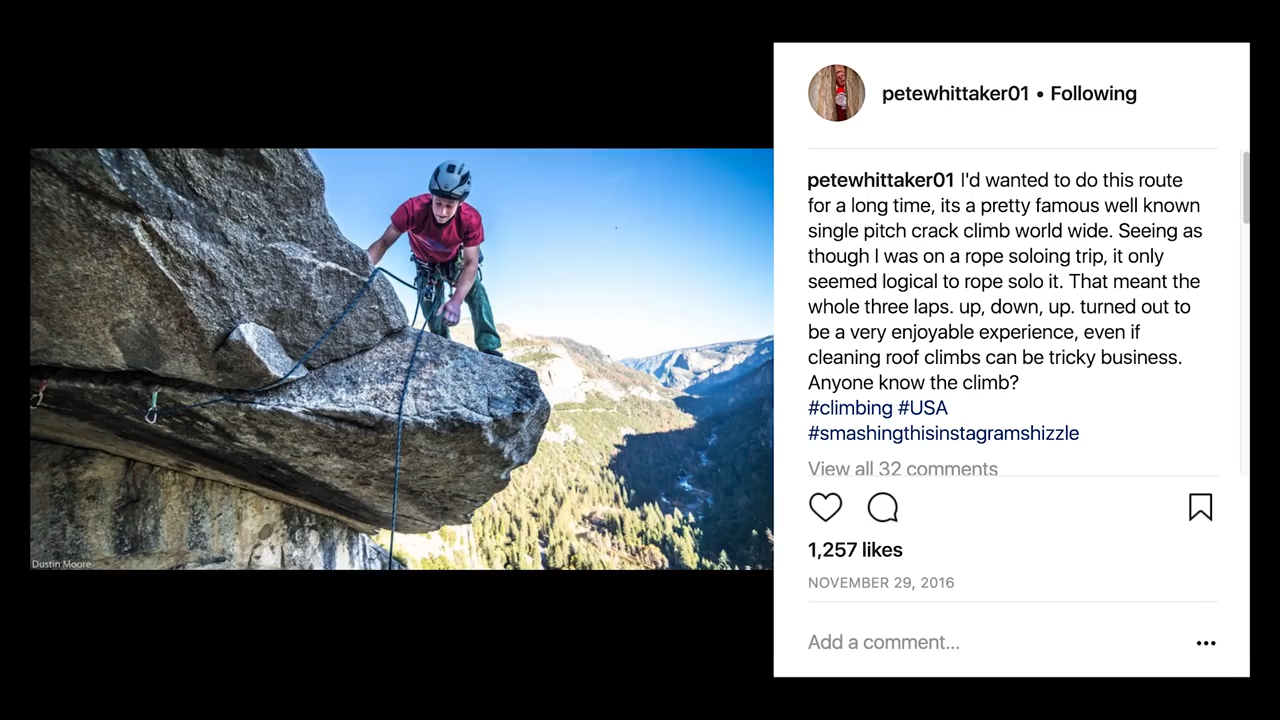 petewhittaker01 • Following
petewhittaker01 I'd wanted to do this route
for a long time, its a pretty famous well known
single pitch crack climb world wide. Seeing as
though I was on a rope soloing trip, it only
seemed logical to rope solo it. That meant the
whole three laps. up, down, up. turned out to
be a very enjoyable experience, even if
cleaning roof climbs can be tricky business.
Anyone know the climb?
#climbing #USA
#smashingthisinstagramshizzle
View all 32 comments
1,257 likes
NOVEMBER 29, 2016
Add a comment...
Dustin Moore